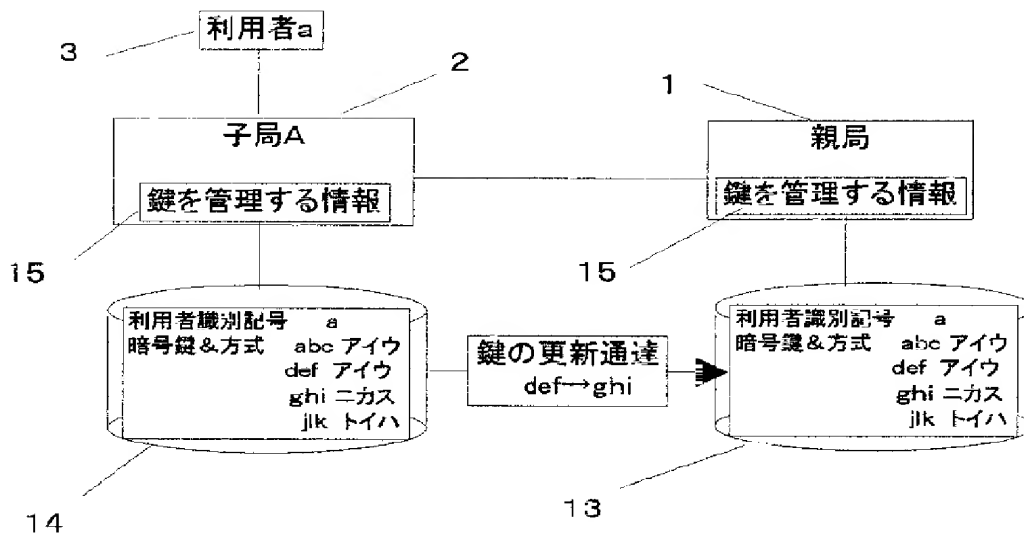 利用者a
3
2
1
子局A
親局
鍵を管理する情報
鍵を管理する情報
15
15
利用者識別記号 a
暗号鍵&方式 abc アイウ
def アイウ
ghi ニカス
jlk トイハ
鍵の更新通達
def→ghi
利用者識別記号 a
暗号鍵&方式 abc アイウ
def アイウ
ghi ニカス
jlk トイハ
14
13